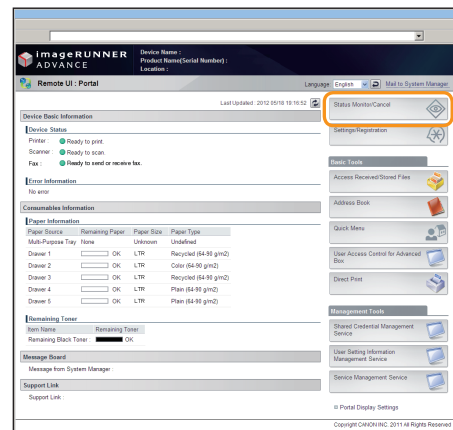 imageRUNNER
ADVANCE
Device Name :
Product Name(Serial Number) :
Location :
Remote UI : Portal
Language English Mail to System Manager
Last Updated : 2012 05/18 19:16:52
Device Basic Information
Device Status
Printer : Ready to print.
Scanner : Ready to scan.
Fax : Ready to send or receive fax.
Error Information
No error
Consumables Information
Paper Information
Paper Source Remaining Paper Paper Size Paper Type
Multi-Purpose Tray None Unknown Undefined
Drawer 1 OK LTR Recycled (64-90 g/m2)
Drawer 2 OK LTR Color (64-90 g/m2)
Drawer 3 OK LTR Recycled (64-90 g/m2)
Drawer 4 OK LTR Plain (64-90 g/m2)
Drawer 5 OK LTR Plain (64-90 g/m2)
Remaining Toner
Item Name Remaining Toner
Remaining Black Toner : OK
Message Board
Message from System Manager :
Support Link
Support Link :
Status Monitor/Cancel
Settings/Registration
Basic Tools
Access Received/Stored Files
Address Book
Quick Menu
User Access Control for Advanced
Box
Direct Print
Management Tools
Shared Credential Management
Service
User Setting Information
Management Service
Service Management Service
Portal Display Settings
Copyright CANON INC. 2011 All Rights Reserved